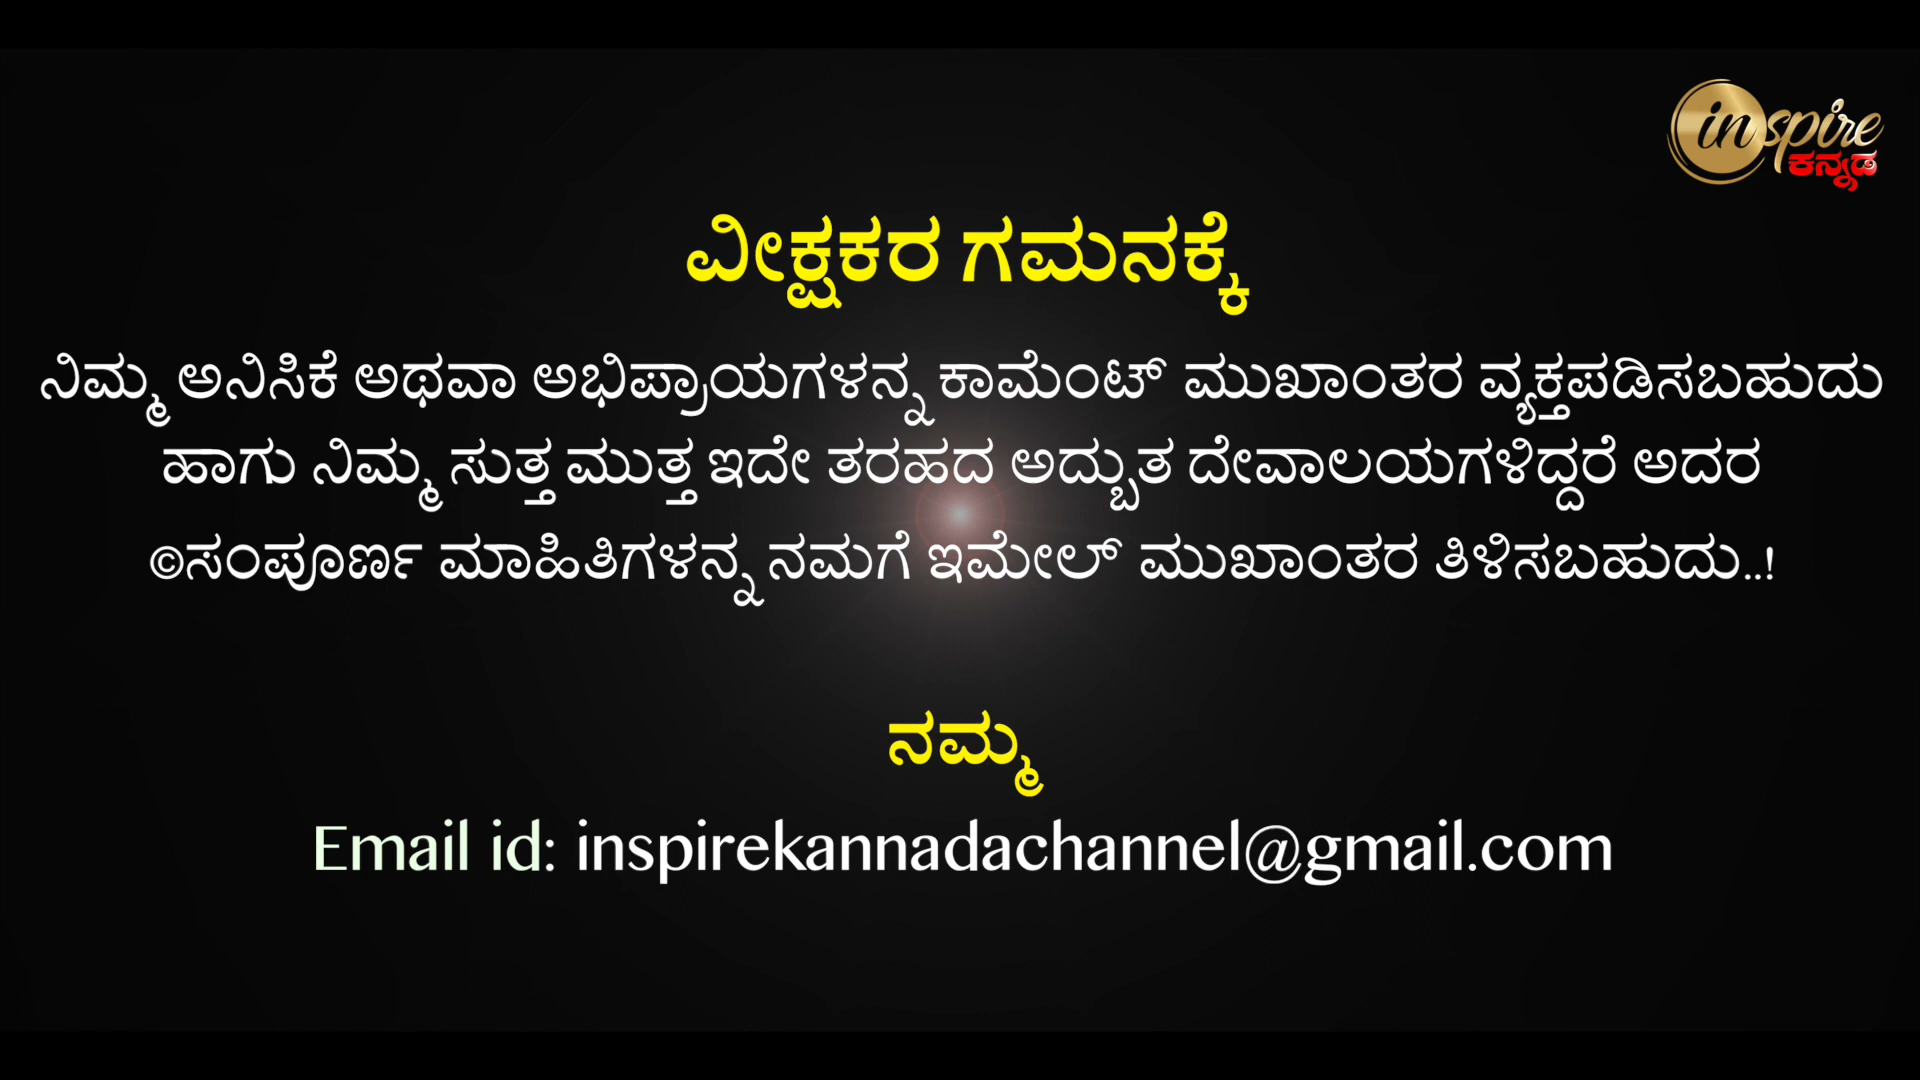 inspire
ಕನ್ನಡ
ವೀಕ್ಷಕರ ಗಮನಕ್ಕೆ
ನಿಮ್ಮ ಅನಿಸಿಕೆ ಅಥವಾ ಅಭಿಪ್ರಾಯಗಳನ್ನ ಕಾಮೆಂಟ್ ಮುಖಾಂತರ ವ್ಯಕ್ತಪಡಿಸಬಹುದು
ಹಾಗು ನಿಮ್ಮ ಸುತ್ತ ಮುತ್ತ ಇದೇ ತರಹದ ಅದ್ಬುತ ದೇವಾಲಯಗಳಿದ್ದರೆ ಅದರ
©ಸಂಪೂರ್ಣ ಮಾಹಿತಿಗಳನ್ನ ನಮಗೆ ಇಮೇಲ್ ಮುಖಾಂತರ ತಿಳಿಸಬಹುದು..!
ನಮ್ಮ
Email id: inspirekannadachannel@gmail.com